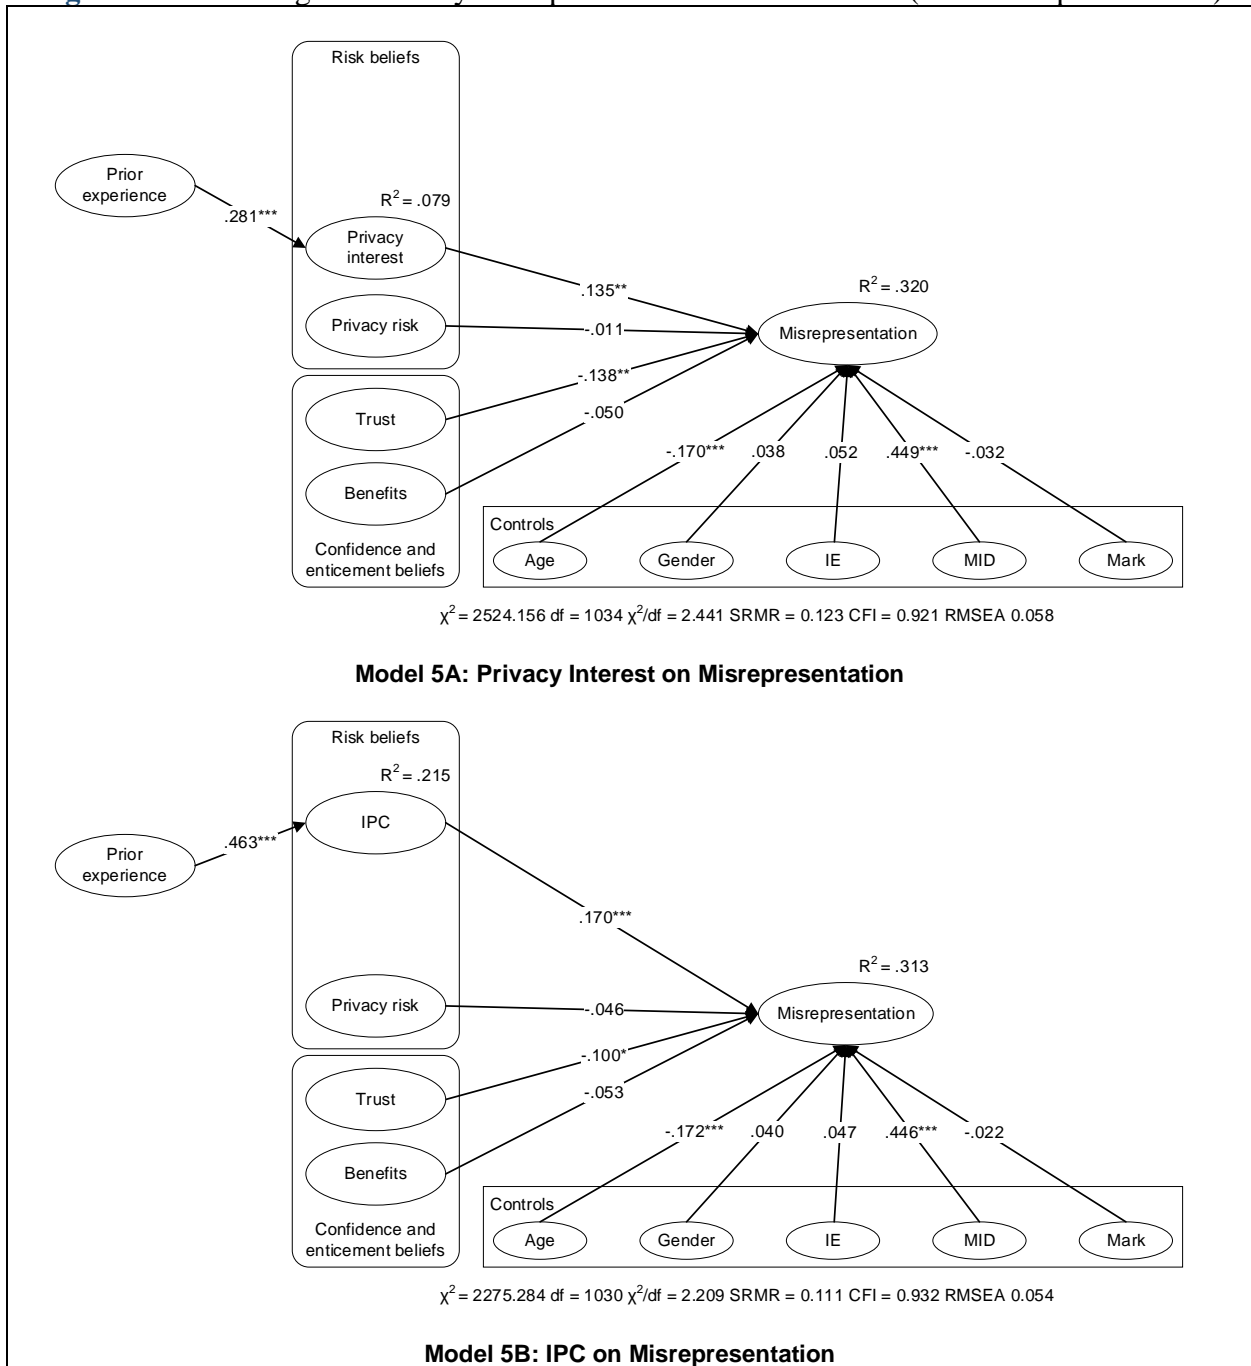 Risk beliefs
Prior
experience
.281***
R² = .079
Privacy
interest
.135**
R² = .320
Privacy risk
-.011
Misrepresentation
-.138**
Trust
-.050
-.170***
.038
.052
.449***
-.032
Benefits
Controls
Confidence and
enticement beliefs
Age
Gender
IE
MID
Mark
χ² = 2524.156 df = 1034 χ²/df = 2.441 SRMR = 0.123 CFI = 0.921 RMSEA 0.058
Model 5A: Privacy Interest on Misrepresentation
Risk beliefs
R² = .215
IPC
.463***
Prior
experience
.170***
R² = .313
Privacy risk
-.046
Misrepresentation
-.100*
Trust
-.053
-.172***
.040
.047
.446***
-.022
Benefits
Controls
Confidence and
enticement beliefs
Age
Gender
IE
MID
Mark
χ² = 2275.284 df = 1030 χ²/df = 2.209 SRMR = 0.111 CFI = 0.932 RMSEA 0.054
Model 5B: IPC on Misrepresentation